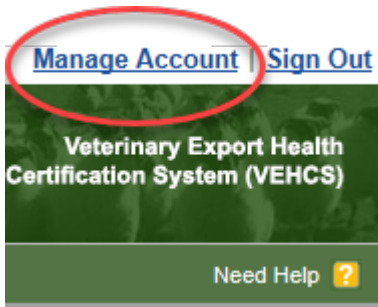 Manage Account | Sign Out
Veterinary Export Health
Certification System (VEHCS)
Need Help ?